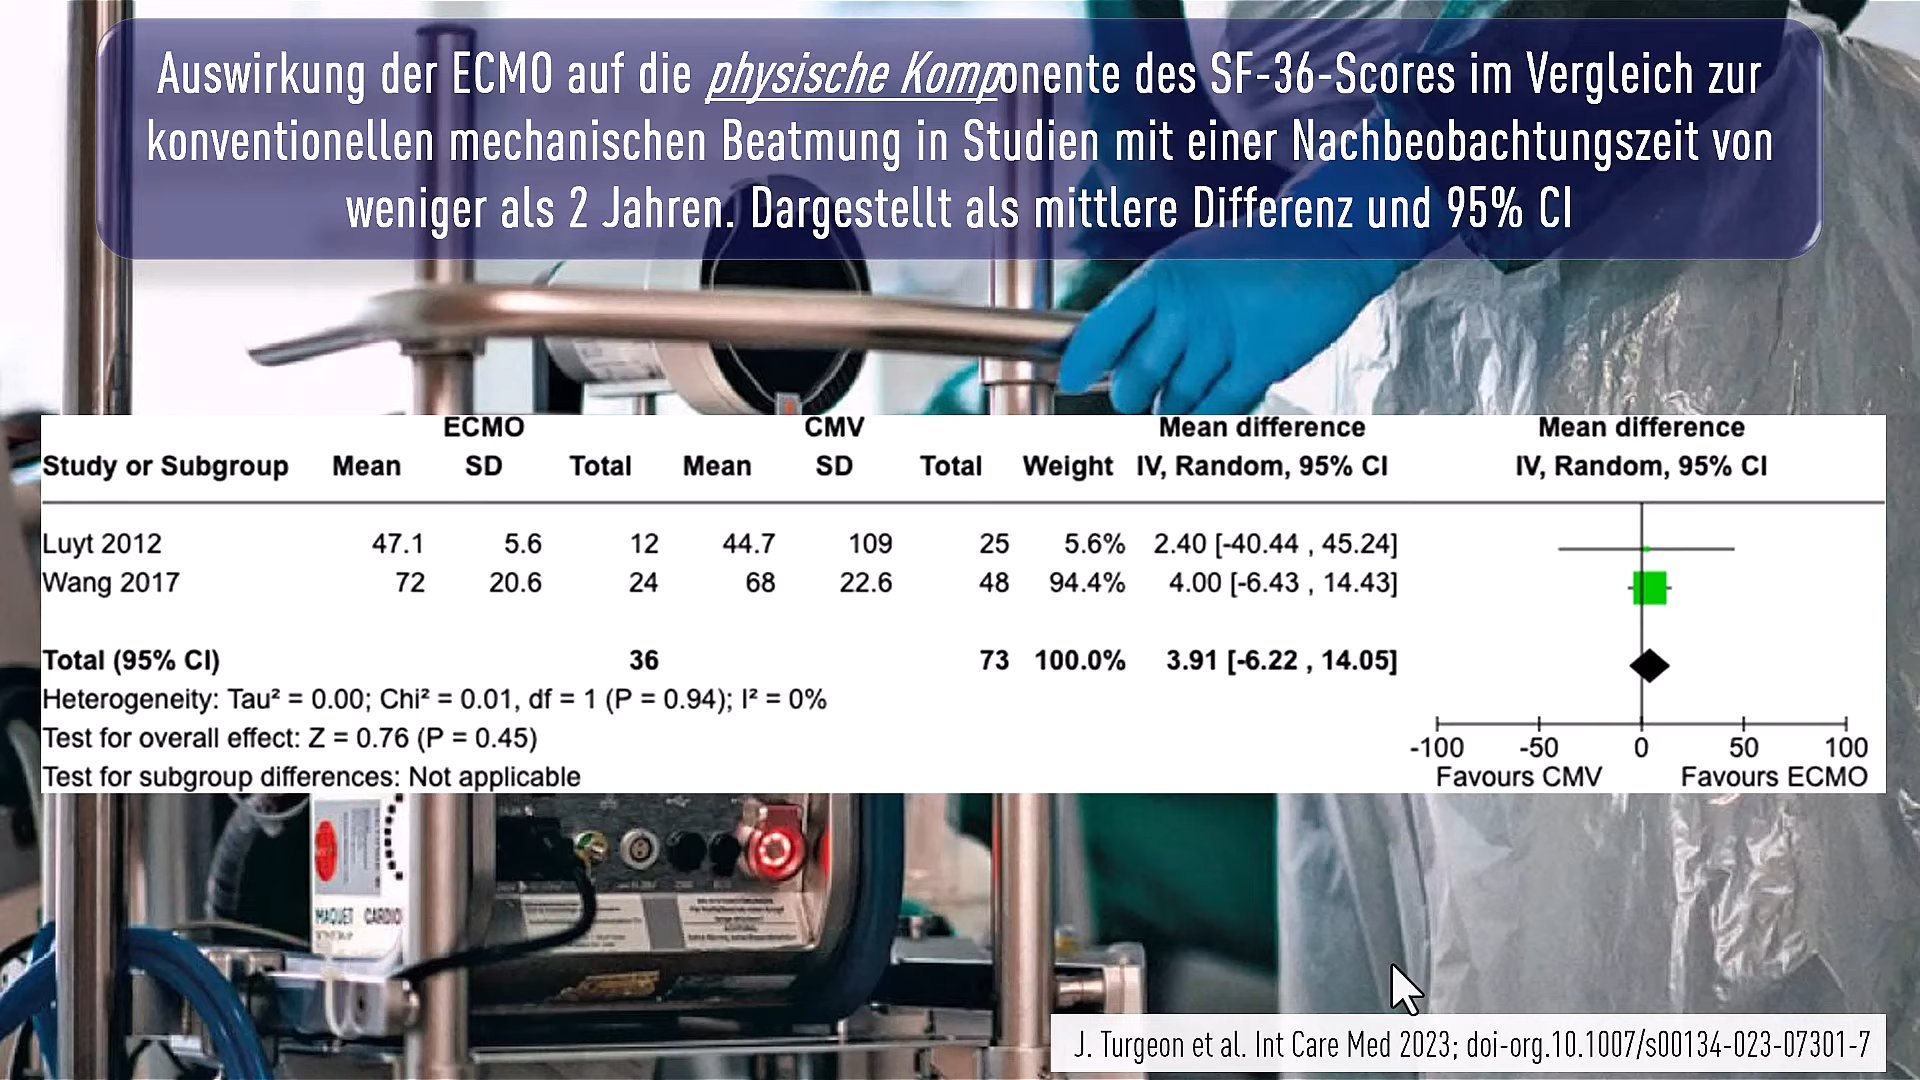 Auswirkung der ECMO auf die physische Komponente des SF-36-Scores im Vergleich zur
konventionellen mechanischen Beatmung in Studien mit einer Nachbeobachtungszeit von
weniger als 2 Jahren. Dargestellt als mittlere Differenz und 95% CI
ECMO CMV Mean difference Mean difference
Study or Subgroup Mean SD Total Mean SD Total Weight IV, Random, 95% CI IV, Random, 95% CI
Luyt 2012 47.1 5.6 12 44.7 109 25 5.6% 2.40 [-40.44 , 45.24]
Wang 2017 72 20.6 24 68 22.6 48 94.4% 4.00 [-6.43 , 14.43]
Total (95% CI) 36 73 100.0% 3.91 [-6.22 , 14.05]
Heterogeneity: Tau² = 0.00; Chi² = 0.01, df = 1 (P = 0.94); I² = 0%
Test for overall effect: Z = 0.76 (P = 0.45)
Test for subgroup differences: Not applicable
-100 -50 0 50 100
Favours CMV Favours ECMO
MAQUET CARDIO
J. Turgeon et al. Int Care Med 2023; doi-org.10.1007/s00134-023-07301-7